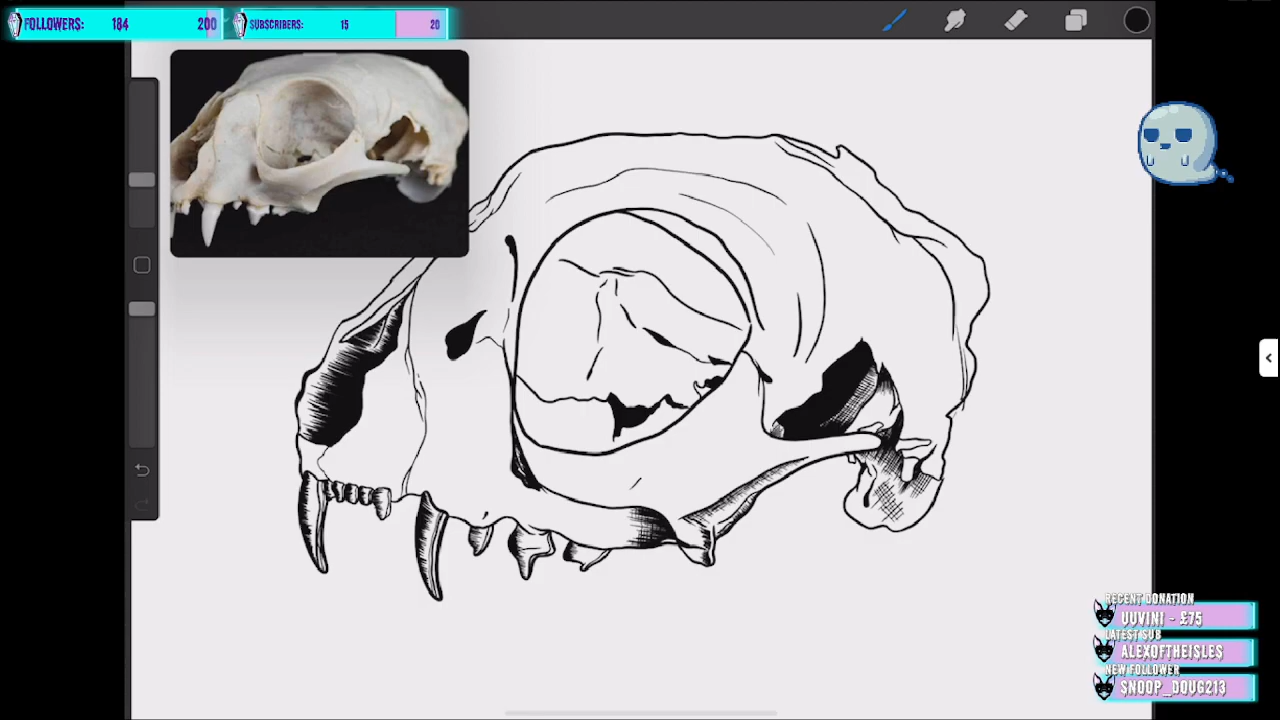 FOLLOWERS: 184 200
SUBSCRIBERS: 15 20
RECENT DONATION
UUVINI - £75
LATEST SUB
ALEXOFTHEISLES
NEW FOLLOWER
SNOOP_DOUG213